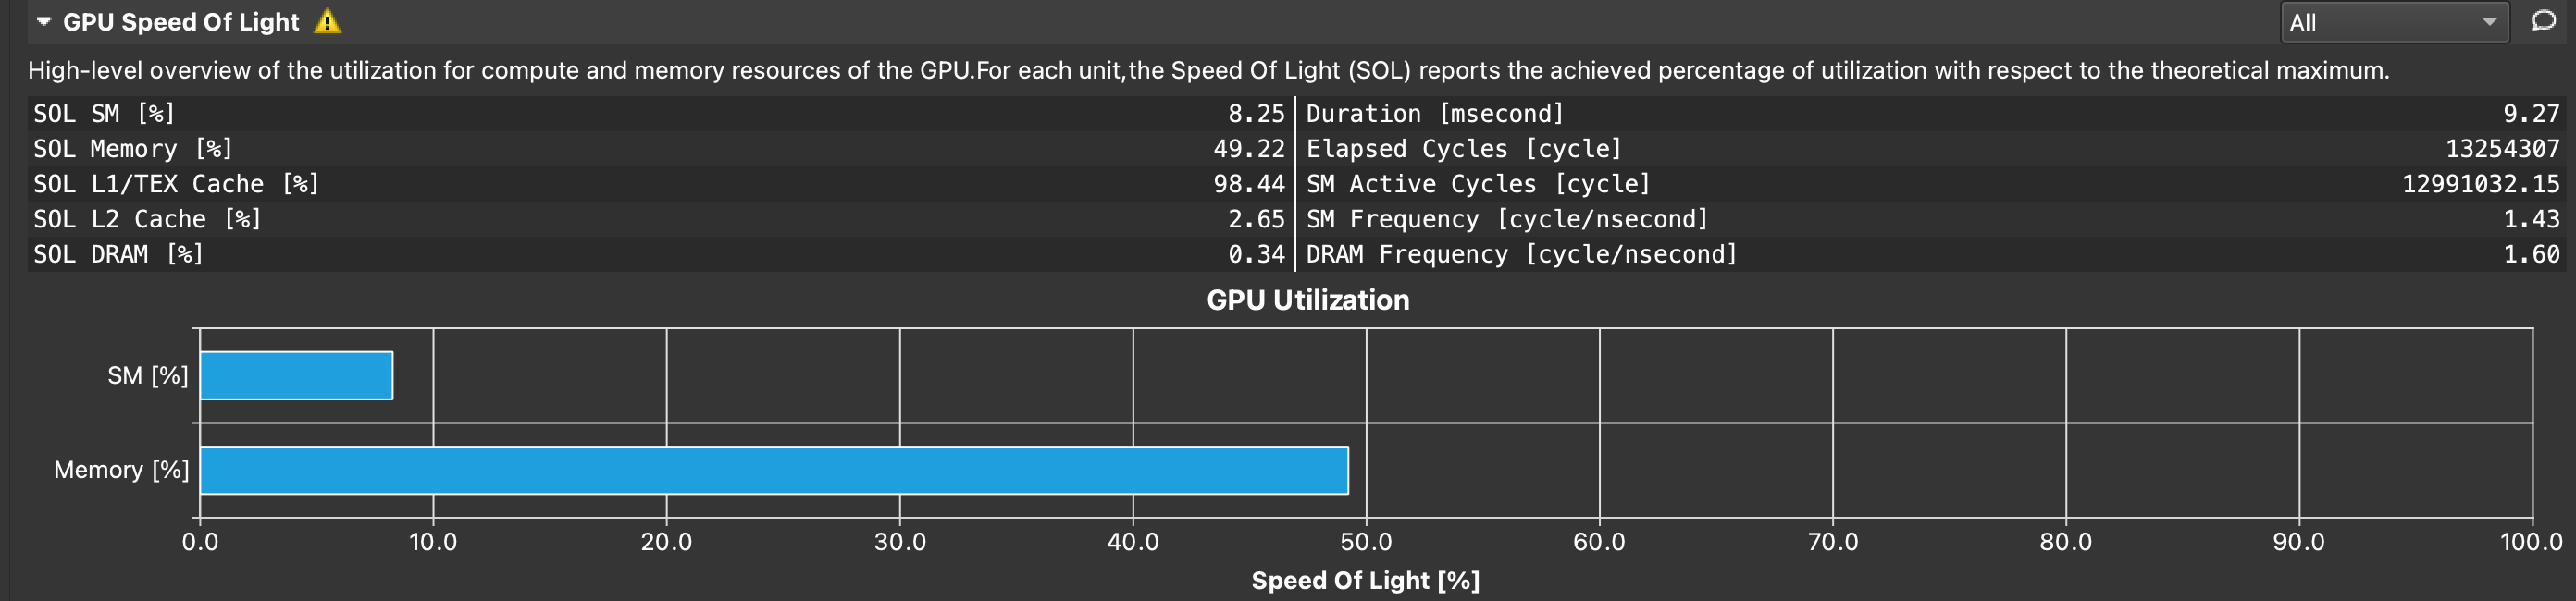 GPU Speed Of Light
All
High-level overview of the utilization for compute and memory resources of the GPU.For each unit,the Speed Of Light (SOL) reports the achieved percentage of utilization with respect to the theoretical maximum.
SOL SM [%] 8.25 Duration [msecond] 9.27
SOL Memory [%] 49.22 Elapsed Cycles [cycle] 13254307
SOL L1/TEX Cache [%] 98.44 SM Active Cycles [cycle] 12991032.15
SOL L2 Cache [%] 2.65 SM Frequency [cycle/nsecond] 1.43
SOL DRAM [%] 0.34 DRAM Frequency [cycle/nsecond] 1.60
GPU Utilization
SM [%]
Memory [%]
0.0 10.0 20.0 30.0 40.0 50.0 60.0 70.0 80.0 90.0 100.0
Speed Of Light [%]